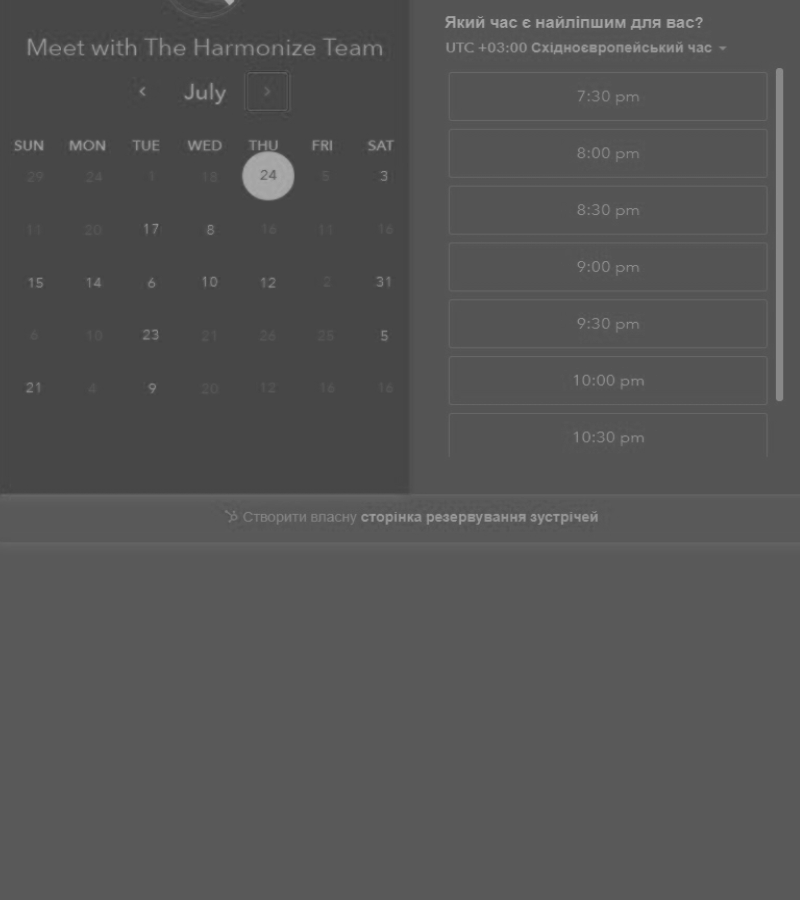 Meet with The Harmonize Team
July
SUN MON TUE WED THU FRI SAT
29 24 1 18 24 5 3
11 20 17 8 16 11 16
15 14 6 10 12 2 31
6 10 23 21 26 25 5
21 4 9 20 12 16 16
Який час є найліпшим для вас?
UTC +03:00 Східноєвропейський час
7:30 pm
8:00 pm
8:30 pm
9:00 pm
9:30 pm
10:00 pm
10:30 pm
Створити власну сторінка резервування зустрічей